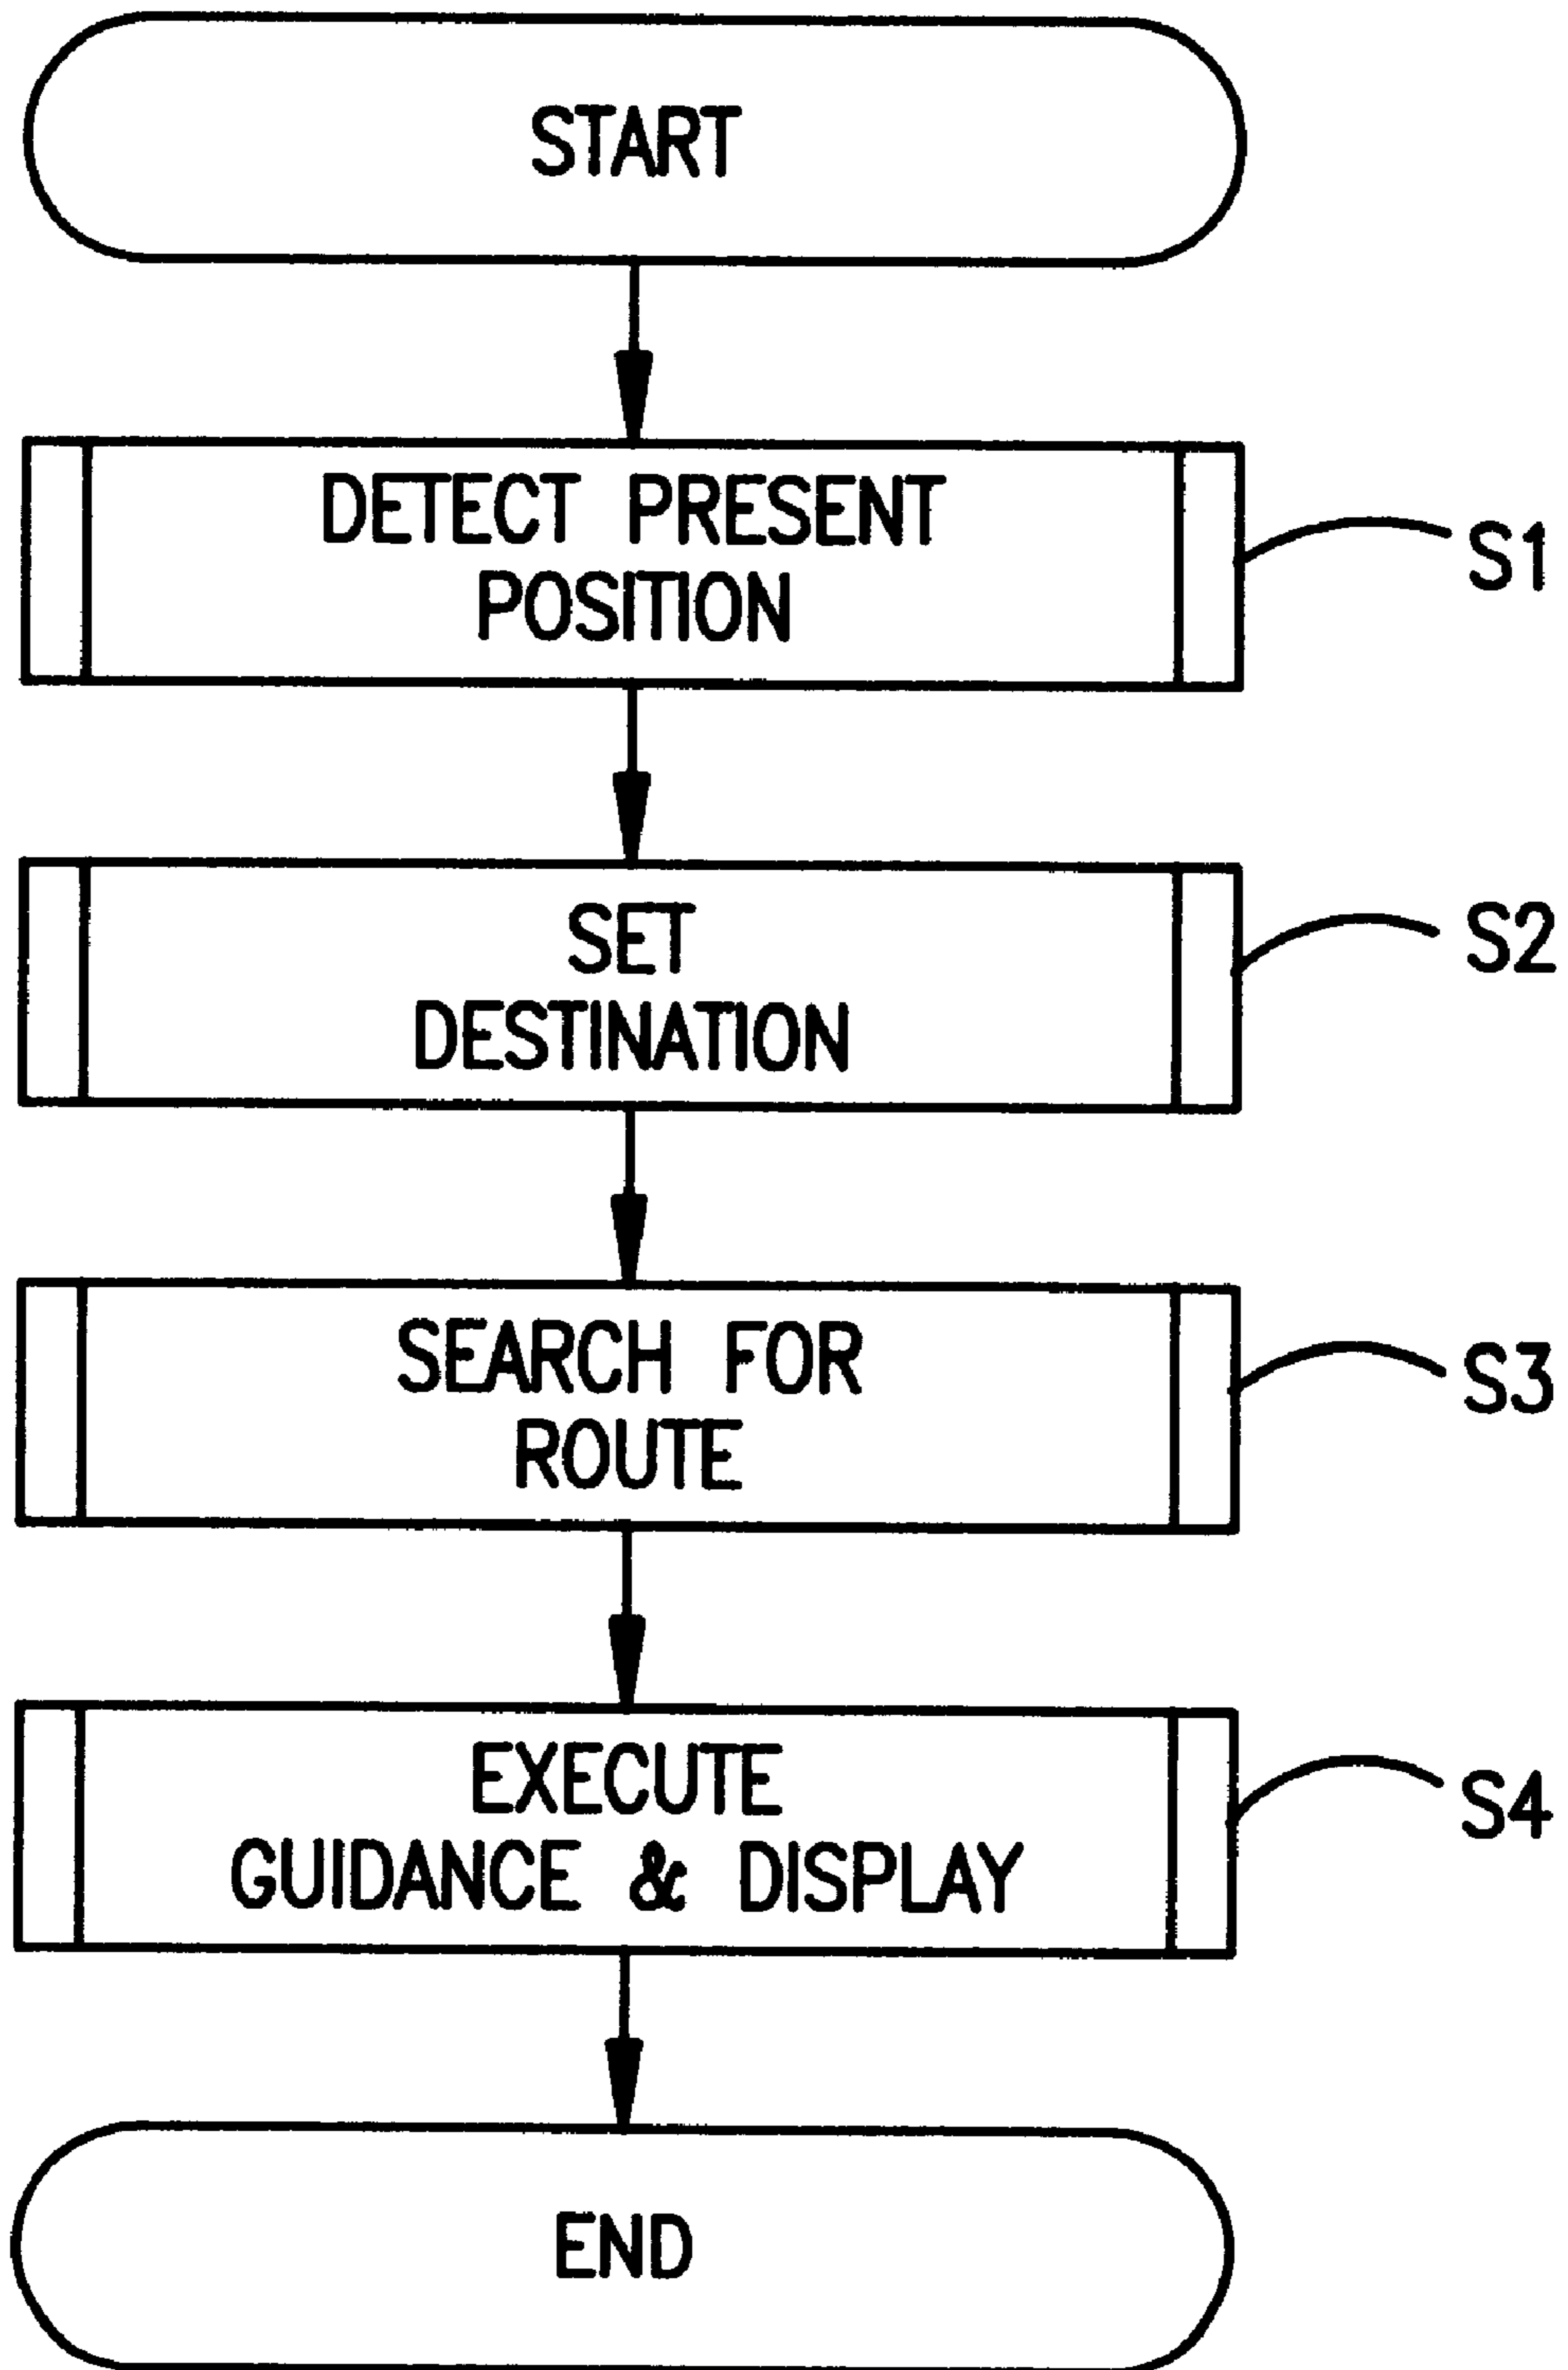 START
DETECT PRESENT
POSITION
S1
SET
DESTINATION
S2
SEARCH FOR
ROUTE
S3
EXECUTE
GUIDANCE & DISPLAY
S4
END